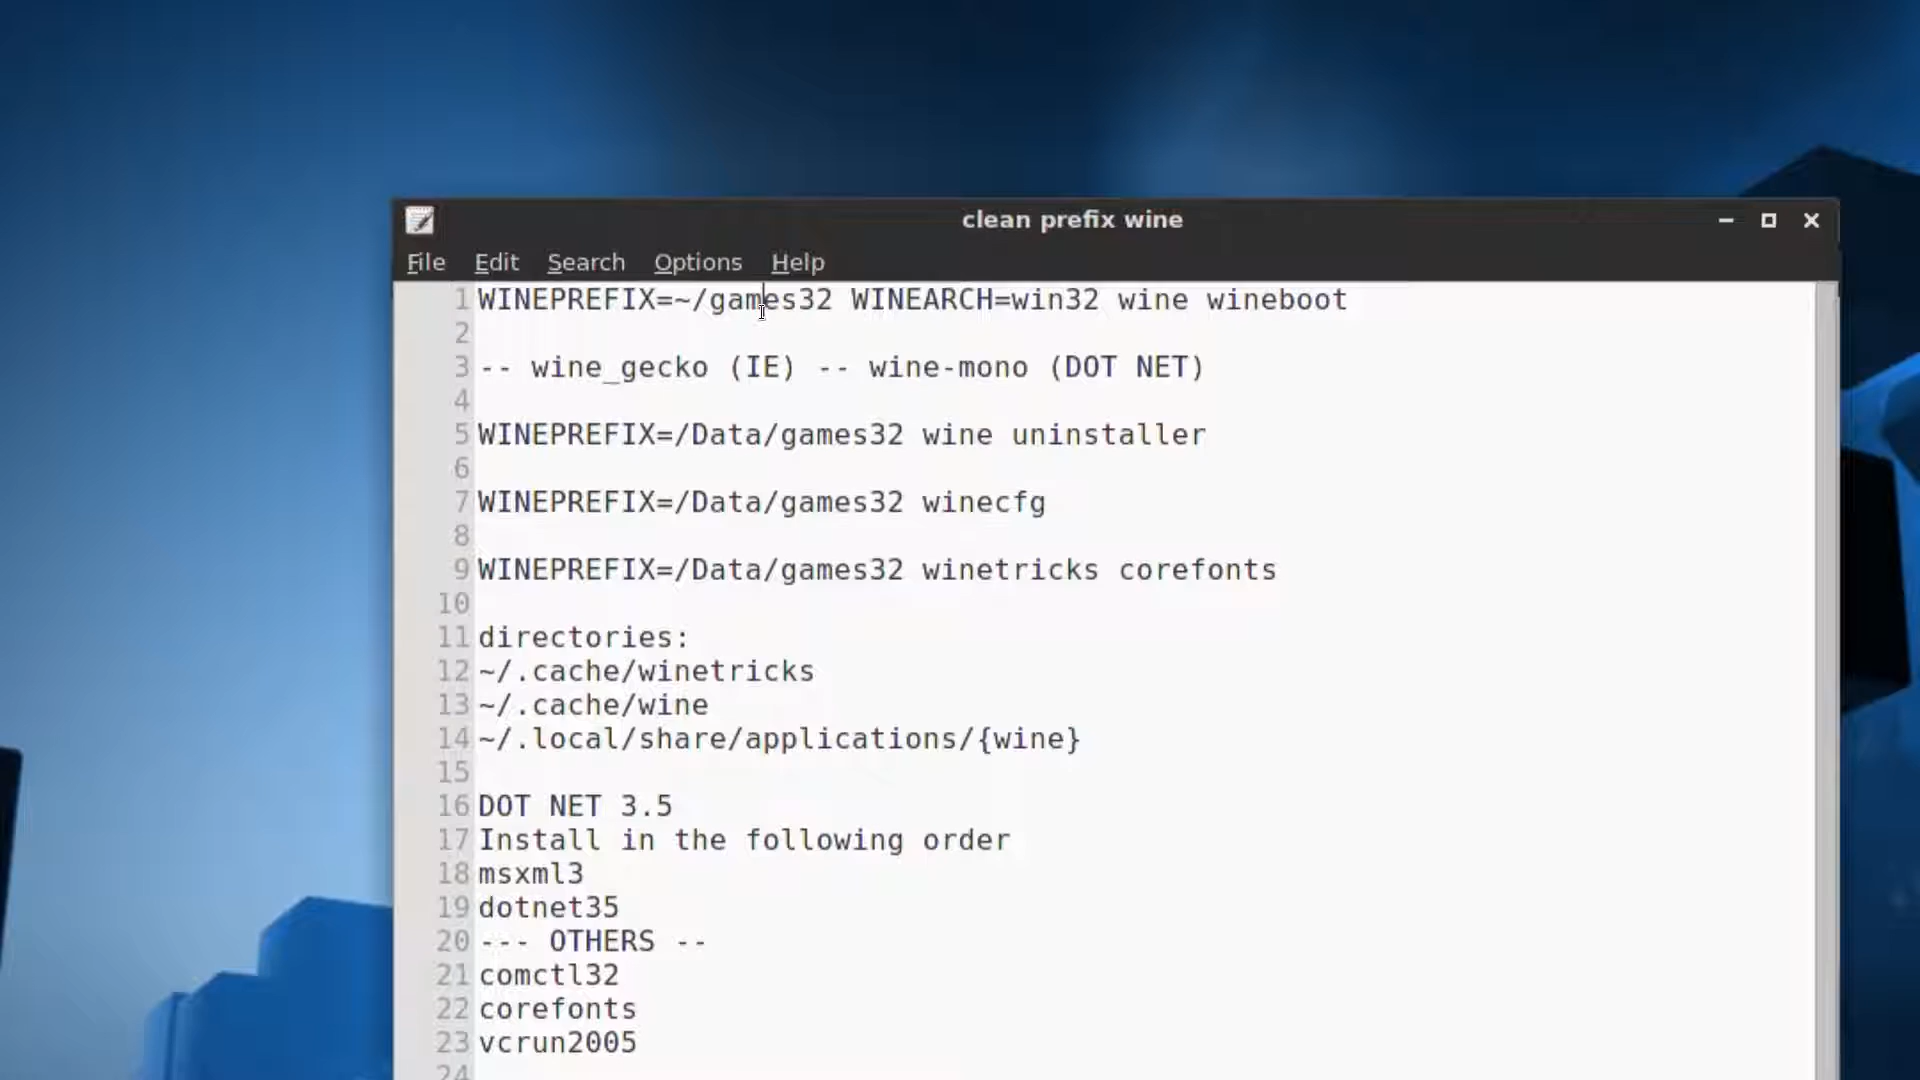 clean prefix wine
File Edit Search Options Help
1 WINEPREFIX=~/games32 WINEARCH=win32 wine wineboot
2
3 -- wine_gecko (IE) -- wine-mono (DOT NET)
4
5 WINEPREFIX=/Data/games32 wine uninstaller
6
7 WINEPREFIX=/Data/games32 winecfg
8
9 WINEPREFIX=/Data/games32 winetricks corefonts
10
11 directories:
12 ~/.cache/winetricks
13 ~/.cache/wine
14 ~/.local/share/applications/{wine}
15
16 DOT NET 3.5
17 Install in the following order
18 msxml3
19 dotnet35
20 --- OTHERS --
21 comctl32
22 corefonts
23 vcrun2005
24